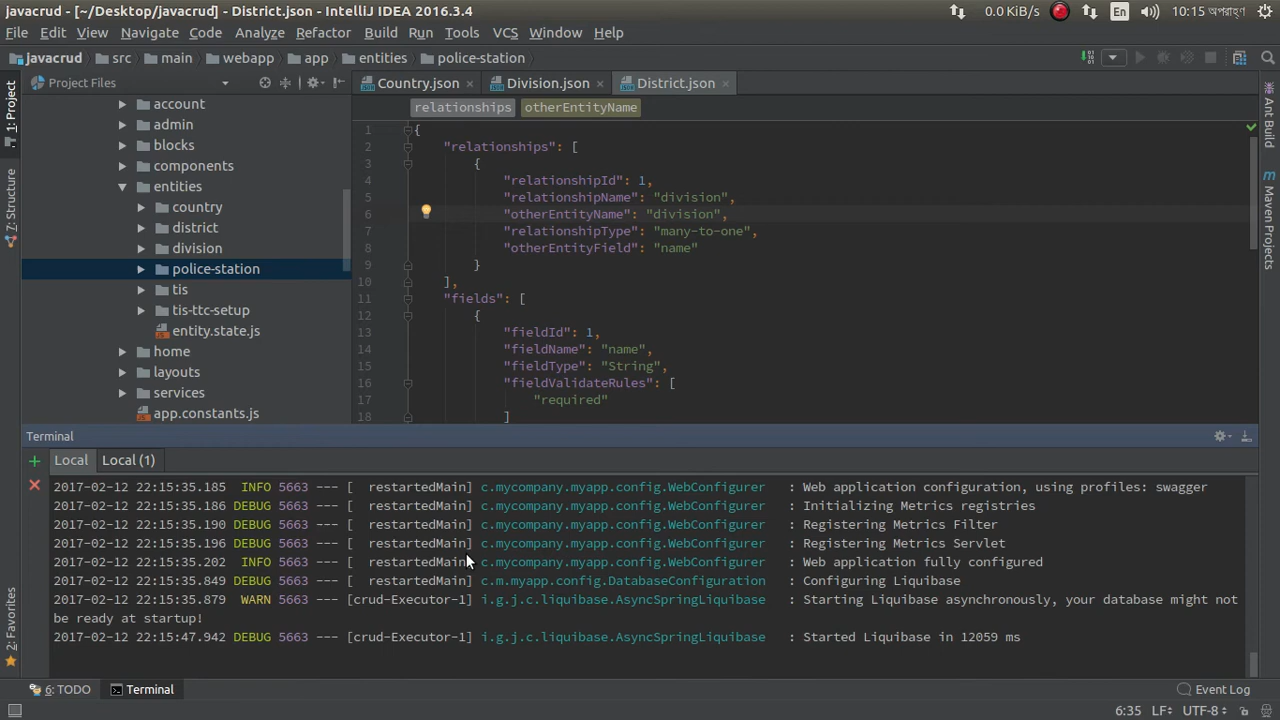 javacrud - [~/Desktop/javacrud] - District.json - IntelliJ IDEA 2016.3.4
0.0 KiB/s En 10:15 অপরাহ্ণ
File Edit View Navigate Code Analyze Refactor Build Run Tools VCS Window Help
javacrud src main webapp app entities police-station
Project Files
Country.json × Division.json × District.json ×
relationships otherEntityName
1: Project
7: Structure
2: Favorites
account
admin
blocks
components
entities
country
district
division
police-station
tis
tis-ttc-setup
entity.state.js
home
layouts
services
app.constants.js
1 {
2 "relationships": [
3 {
4 "relationshipId": 1,
5 "relationshipName": "division",
6 "otherEntityName": "division",
7 "relationshipType": "many-to-one",
8 "otherEntityField": "name"
9 }
10 ],
11 "fields": [
12 {
13 "fieldId": 1,
14 "fieldName": "name",
15 "fieldType": "String",
16 "fieldValidateRules": [
17 "required"
18 ]
Ant Build
Maven Projects
Terminal
Local Local (1)
2017-02-12 22:15:35.185 INFO 5663 --- [ restartedMain] c.mycompany.myapp.config.WebConfigurer : Web application configuration, using profiles: swagger
2017-02-12 22:15:35.186 DEBUG 5663 --- [ restartedMain] c.mycompany.myapp.config.WebConfigurer : Initializing Metrics registries
2017-02-12 22:15:35.190 DEBUG 5663 --- [ restartedMain] c.mycompany.myapp.config.WebConfigurer : Registering Metrics Filter
2017-02-12 22:15:35.196 DEBUG 5663 --- [ restartedMain] c.mycompany.myapp.config.WebConfigurer : Registering Metrics Servlet
2017-02-12 22:15:35.202 INFO 5663 --- [ restartedMain] c.mycompany.myapp.config.WebConfigurer : Web application fully configured
2017-02-12 22:15:35.849 DEBUG 5663 --- [ restartedMain] c.m.myapp.config.DatabaseConfiguration : Configuring Liquibase
2017-02-12 22:15:35.879 WARN 5663 --- [crud-Executor-1] i.g.j.c.liquibase.AsyncSpringLiquibase : Starting Liquibase asynchronously, your database might not
be ready at startup!
2017-02-12 22:15:47.942 DEBUG 5663 --- [crud-Executor-1] i.g.j.c.liquibase.AsyncSpringLiquibase : Started Liquibase in 12059 ms
6: TODO Terminal Event Log
6:35 LF÷ UTF-8÷